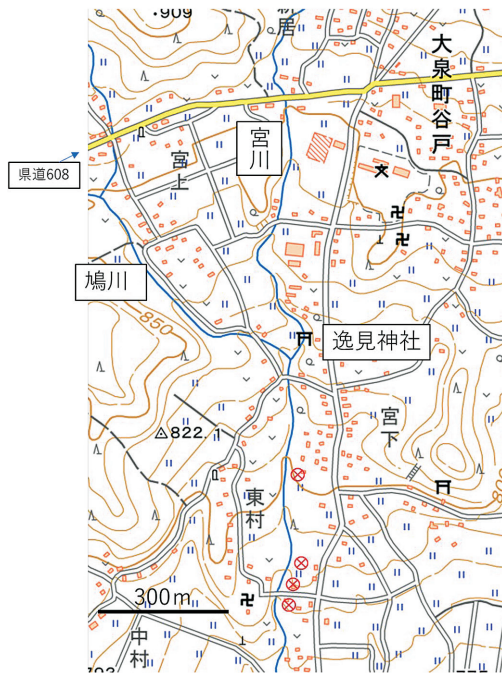 ・909
新居
大泉町谷戸
宮川
県道608
宮上
鳩川
850
逸見神社
822.1
宮下
東村
300m
中村